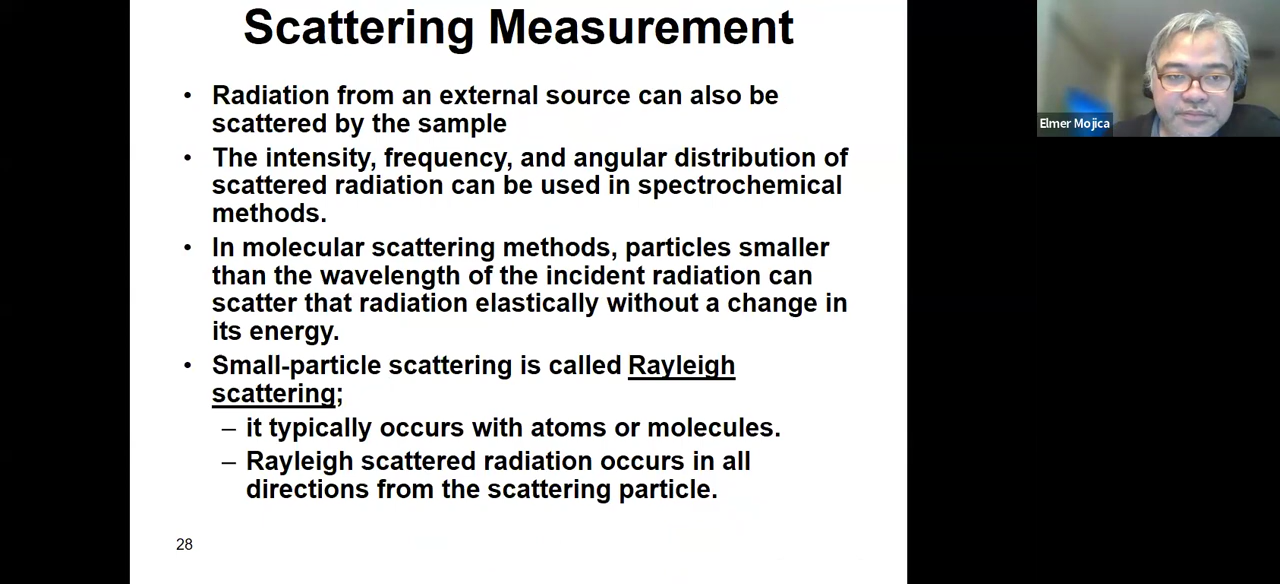 Scattering Measurement
• Radiation from an external source can also be
scattered by the sample
• The intensity, frequency, and angular distribution of
scattered radiation can be used in spectrochemical
methods.
• In molecular scattering methods, particles smaller
than the wavelength of the incident radiation can
scatter that radiation elastically without a change in
its energy.
• Small-particle scattering is called Rayleigh
scattering;
– it typically occurs with atoms or molecules.
– Rayleigh scattered radiation occurs in all
directions from the scattering particle.
28
Elmer Mojica